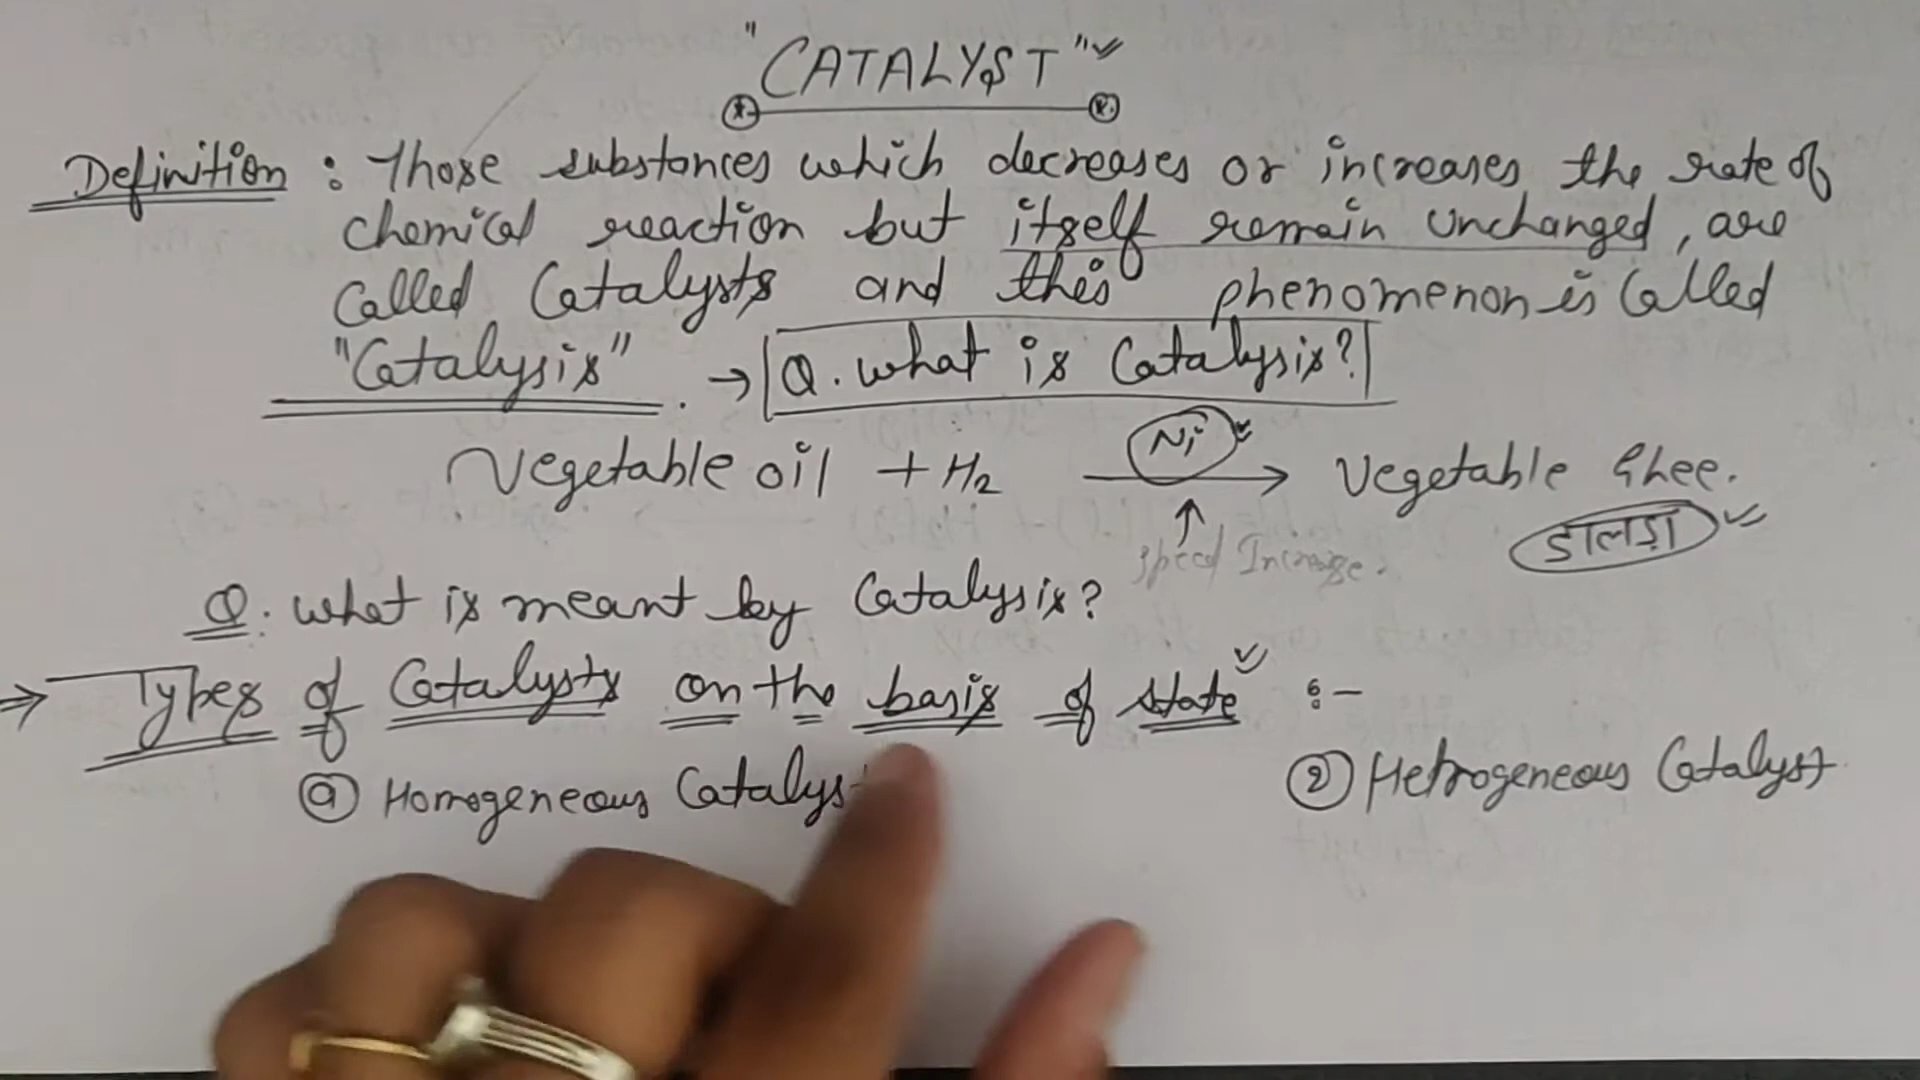 "CATALYST"
Definition : Those substances which decreases or increases the rate of
chemical reaction but itself remain unchanged, are
called Catalysts and this phenomenon is Called
"Catalysis". → Q. what is Catalysis?
Ni
Vegetable oil + H2 → Vegetable Ghee.
speed Increase.
डालडा
Q. what is meant by Catalysis?
⇒ Types of Catalysts on the basis of state :-
(a) Homogeneous Catalyst
(2) Hetrogeneous Catalyst